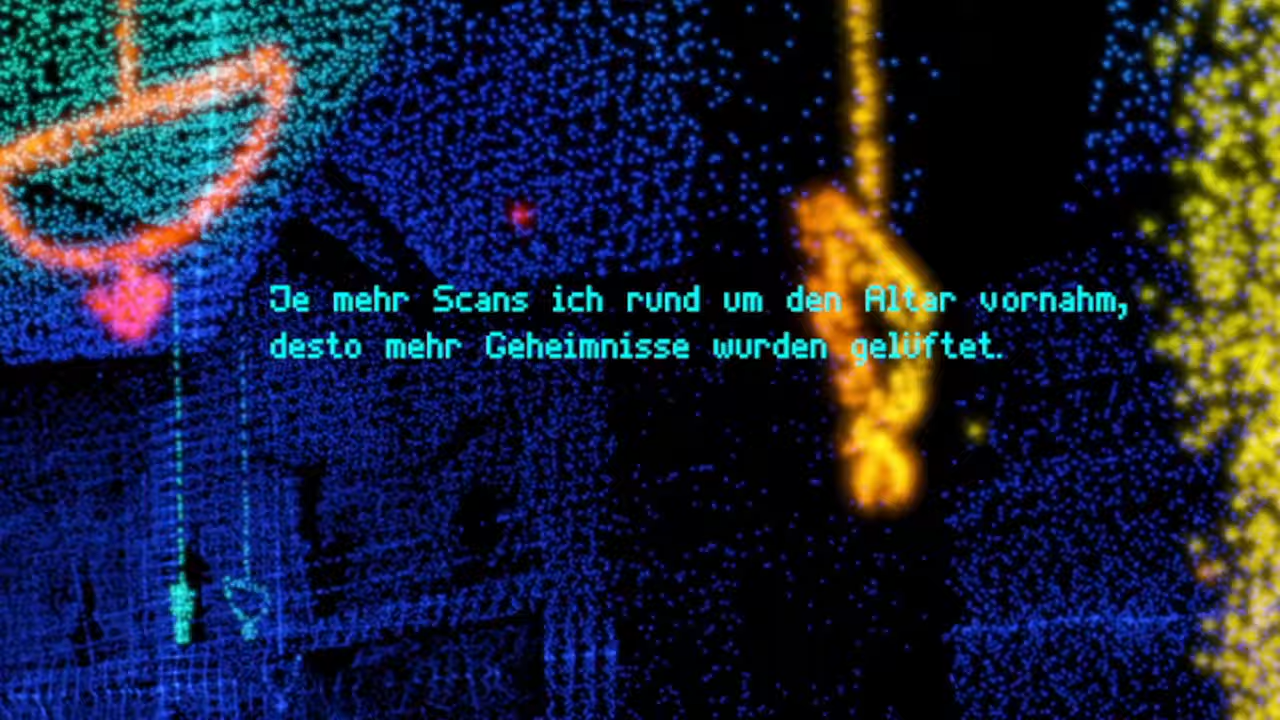 Je mehr Scans ich rund um den Altar vornahm,
desto mehr Geheimnisse wurden gelüftet.